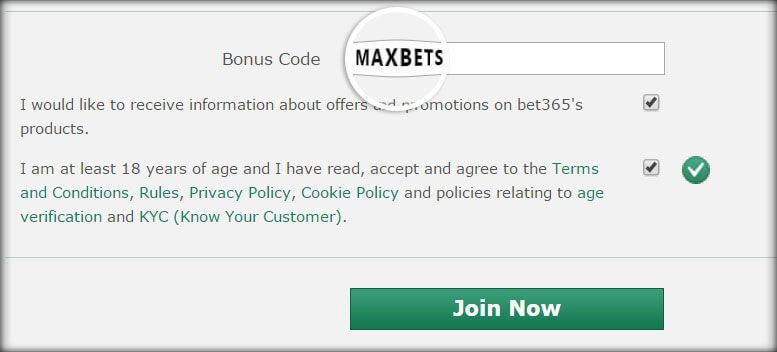 Bonus Code MAXBETS
I would like to receive information about offers and promotions on bet365's
products.
I am at least 18 years of age and I have read, accept and agree to the Terms
and Conditions, Rules, Privacy Policy, Cookie Policy and policies relating to age
verification and KYC (Know Your Customer).
Join Now